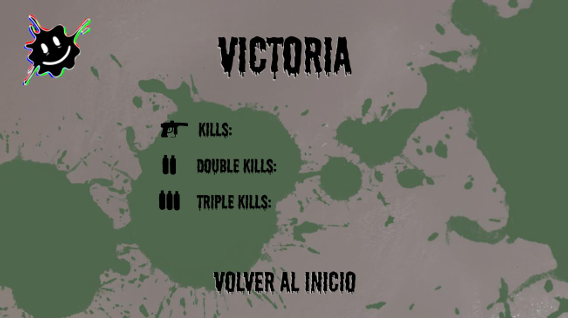 VICTORIA
KILLS:
DOUBLE KILLS:
TRIPLE KILLS:
VOLVER AL INICIO